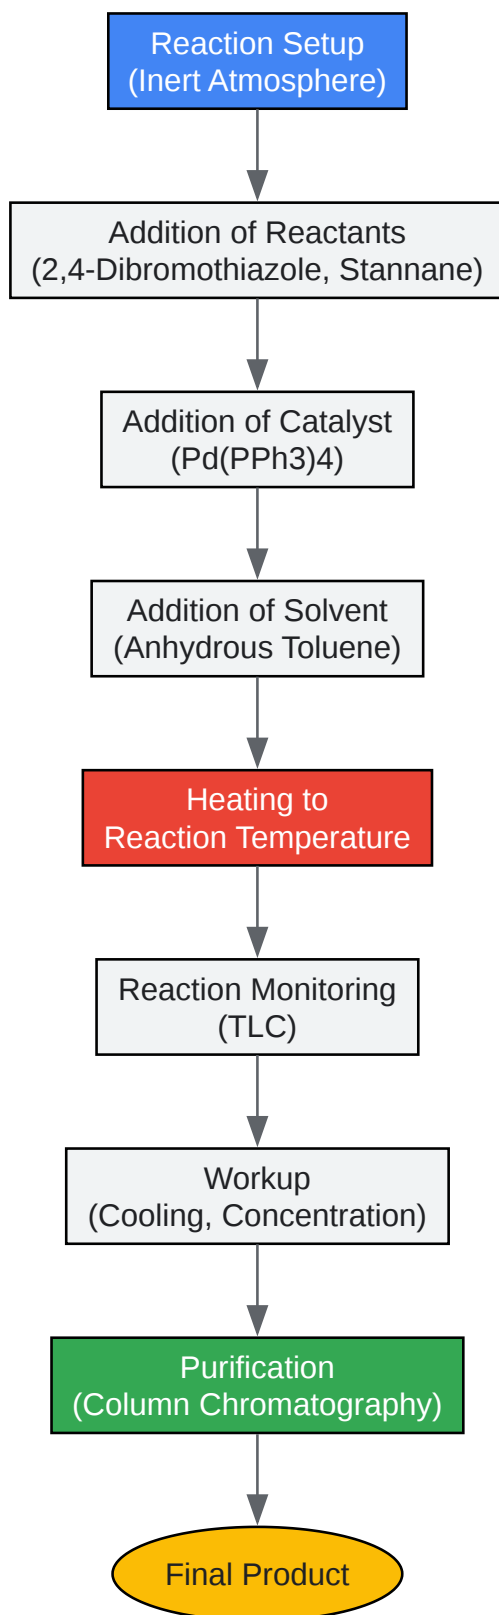 Reaction Setup
(Inert Atmosphere)
Addition of Reactants
(2,4-Dibromothiazole, Stannane)
Addition of Catalyst
(Pd(PPh3)4)
Addition of Solvent
(Anhydrous Toluene)
Heating to
Reaction Temperature
Reaction Monitoring
(TLC)
Workup
(Cooling, Concentration)
Purification
(Column Chromatography)
Final Product